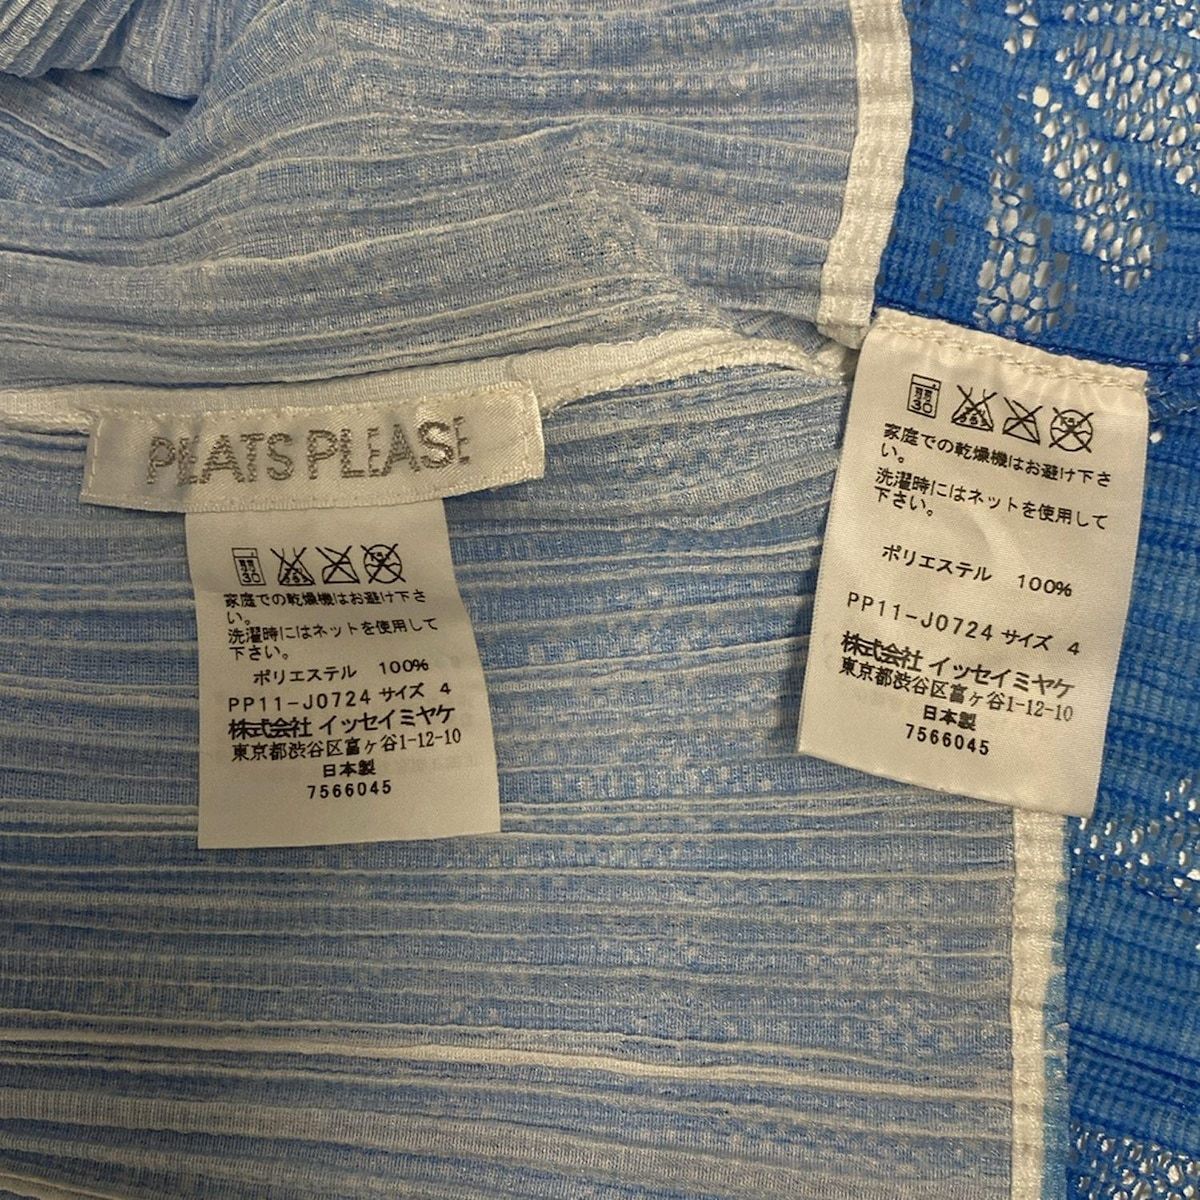 PLEATS PLEASE
30
家庭での乾燥機はお避け下さ
い。
洗濯時にはネットを使用して
下さい。
ポリエステル 100%
PP11-J0724 サイズ 4
株式会社 イッセイミヤケ
東京都渋谷区富ヶ谷1-12-10
日本製
7566045
30
家庭での乾燥機はお避け下さ
い。
洗濯時にはネットを使用して
下さい。
ポリエステル 100%
PP11-J0724 サイズ 4
株式会社 イッセイミヤケ
東京都渋谷区富ヶ谷1-12-10
日本製
7566045